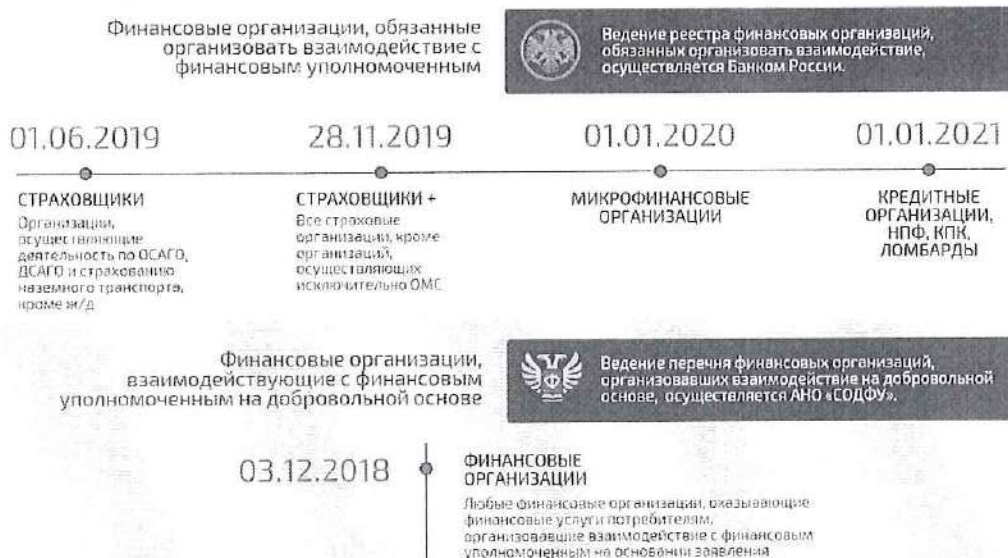 Финансовые организации, обязанные
организовать взаимодействие с
финансовым уполномоченным
Ведение реестра финансовых организаций,
обязанных организовать взаимодействие,
осуществляется Банком России.
01.06.2019
28.11.2019
01.01.2020
01.01.2021
СТРАХОВЩИКИ
Организации,
осуществляющие
деятельность по ОСАГО,
ДСАГО и страхованию
наземного транспорта,
кроме ж/д
СТРАХОВЩИКИ +
Все страховые
организации, кроме
организаций,
осуществляющих
исключительно ОМС
МИКРОФИНАНСОВЫЕ
ОРГАНИЗАЦИИ
КРЕДИТНЫЕ
ОРГАНИЗАЦИИ,
НПФ, КПК,
ЛОМБАРДЫ
Финансовые организации,
взаимодействующие с финансовым
уполномоченным на добровольной основе
Ф
Ведение перечня финансовых организаций,
организовавших взаимодействие на добровольной
основе, осуществляется АНО «СОДФУ».
03.12.2018
ФИНАНСОВЫЕ
ОРГАНИЗАЦИИ
Любые финансовые организации, оказывающие
финансовые услуги потребителям,
организовавшие взаимодействие с финансовым
уполномоченным на основании заявления